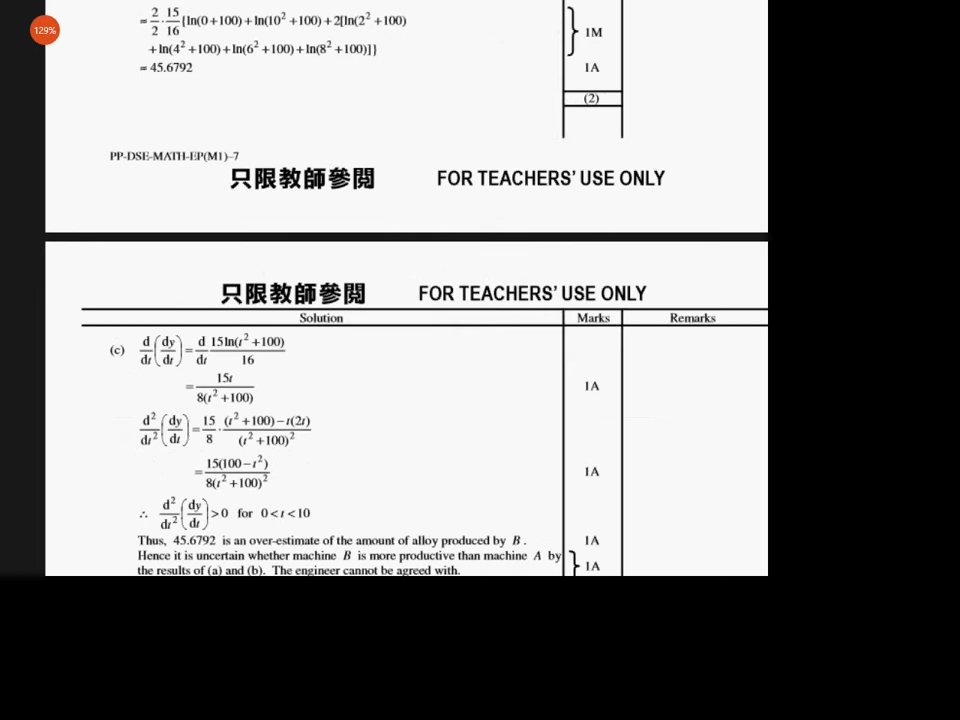 129%
= 2/2 · 15/16 {ln(0+100)+ln(10²+100)+2[ln(2²+100)
+ln(4²+100)+ln(6²+100)+ln(8²+100)]}
1M
= 45.6792
1A
(2)
PP-DSE-MATH-EP(M1)–7
只限教師參閱 FOR TEACHERS' USE ONLY
只限教師參閱 FOR TEACHERS' USE ONLY
Solution Marks Remarks
(c) d/dt (dy/dt) = d/dt 15ln(t²+100)/16
= 15t/8(t²+100) 1A
d²/dt² (dy/dt) = 15/8 · (t²+100)−t(2t)/(t²+100)²
= 15(100−t²)/8(t²+100)² 1A
∴ d²/dt² (dy/dt) > 0 for 0<t<10
Thus, 45.6792 is an over-estimate of the amount of alloy produced by B. 1A
Hence it is uncertain whether machine B is more productive than machine A by
the results of (a) and (b). The engineer cannot be agreed with. 1A